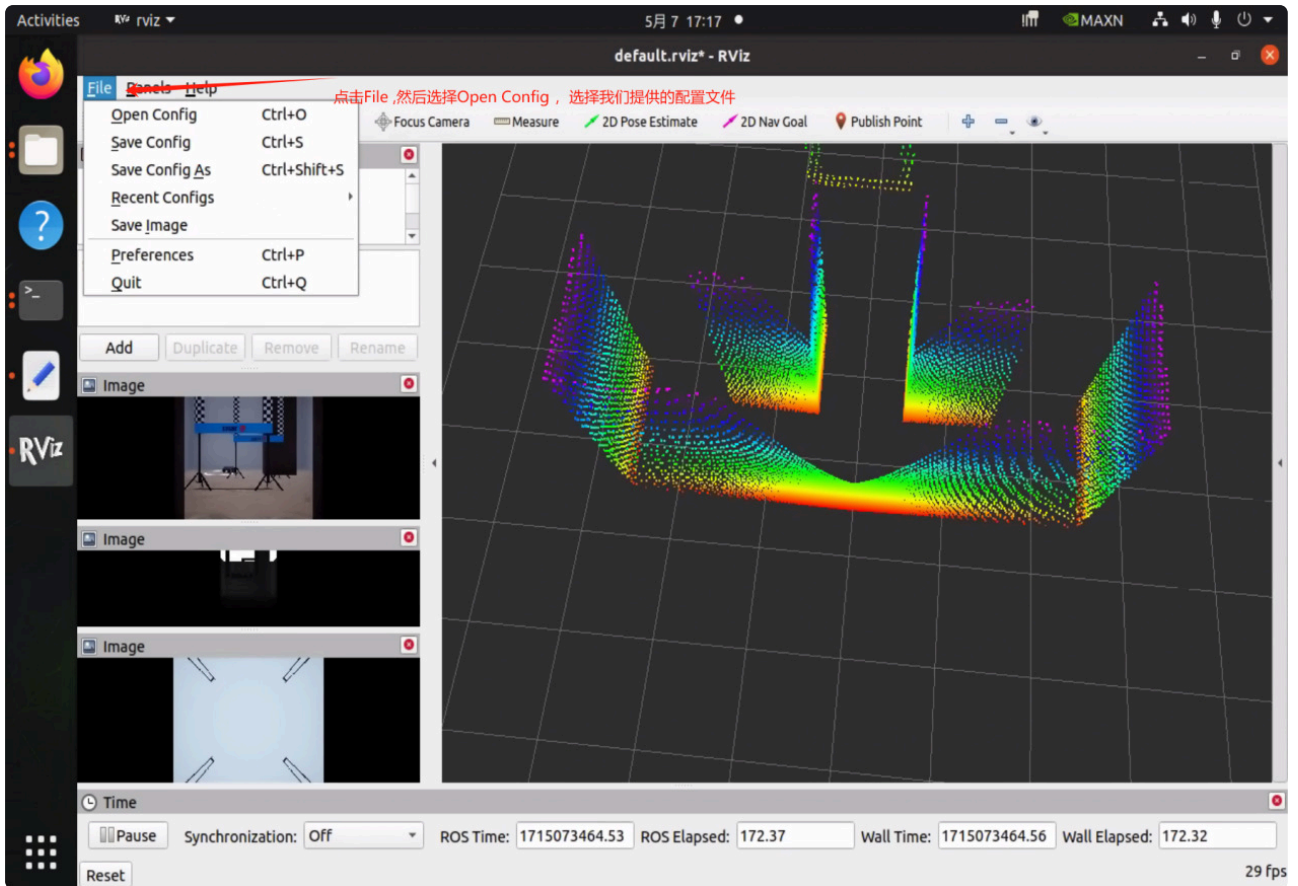 Activities
rviz
5月 7 17:17
MAXN
default.rviz* - RViz
File Panels Help
点击File ,然后选择Open Config ，选择我们提供的配置文件
Open Config Ctrl+O
Save Config Ctrl+S
Save Config As Ctrl+Shift+S
Recent Configs
Save Image
Preferences Ctrl+P
Quit Ctrl+Q
Focus Camera Measure 2D Pose Estimate 2D Nav Goal Publish Point
Add Duplicate Remove Rename
Image
RViz
Image
Image
Time
Pause Synchronization: Off ROS Time: 1715073464.53 ROS Elapsed: 172.37 Wall Time: 1715073464.56 Wall Elapsed: 172.32
Reset
29 fps